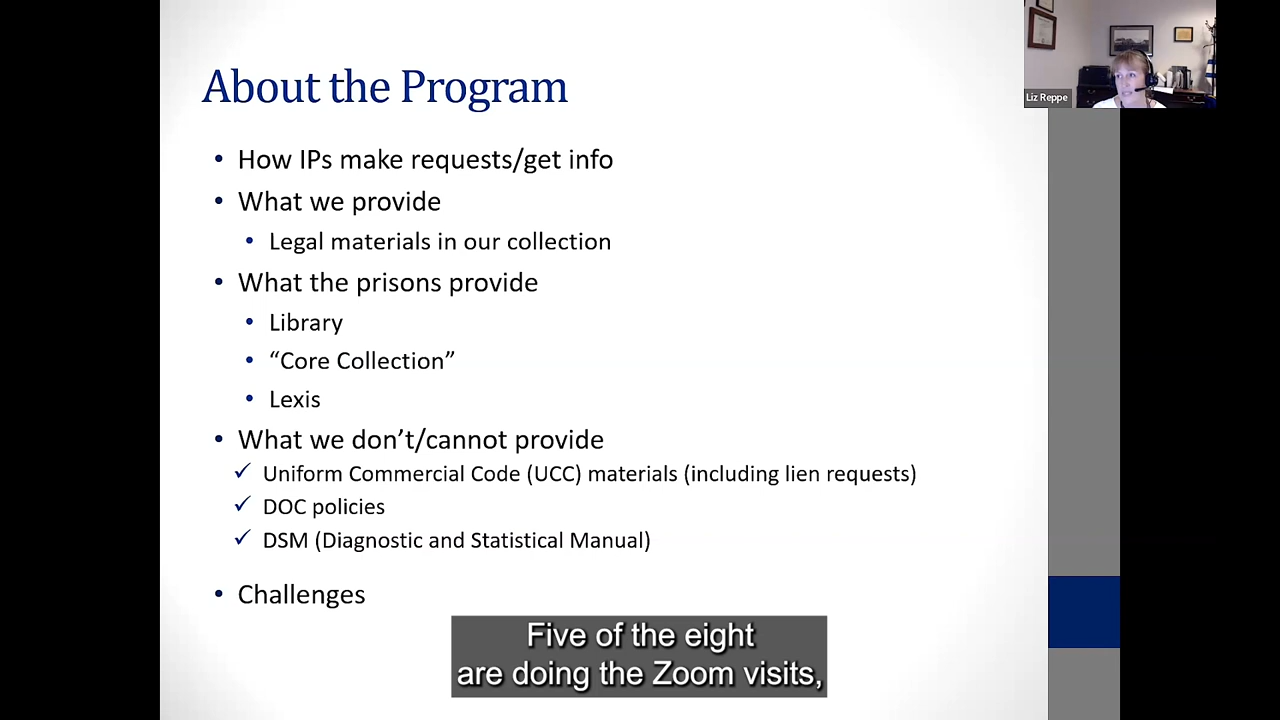 About the Program
Liz Reppe
• How IPs make requests/get info
• What we provide
• Legal materials in our collection
• What the prisons provide
• Library
• “Core Collection”
• Lexis
• What we don’t/cannot provide
✓ Uniform Commercial Code (UCC) materials (including lien requests)
✓ DOC policies
✓ DSM (Diagnostic and Statistical Manual)
• Challenges
Five of the eight
are doing the Zoom visits,